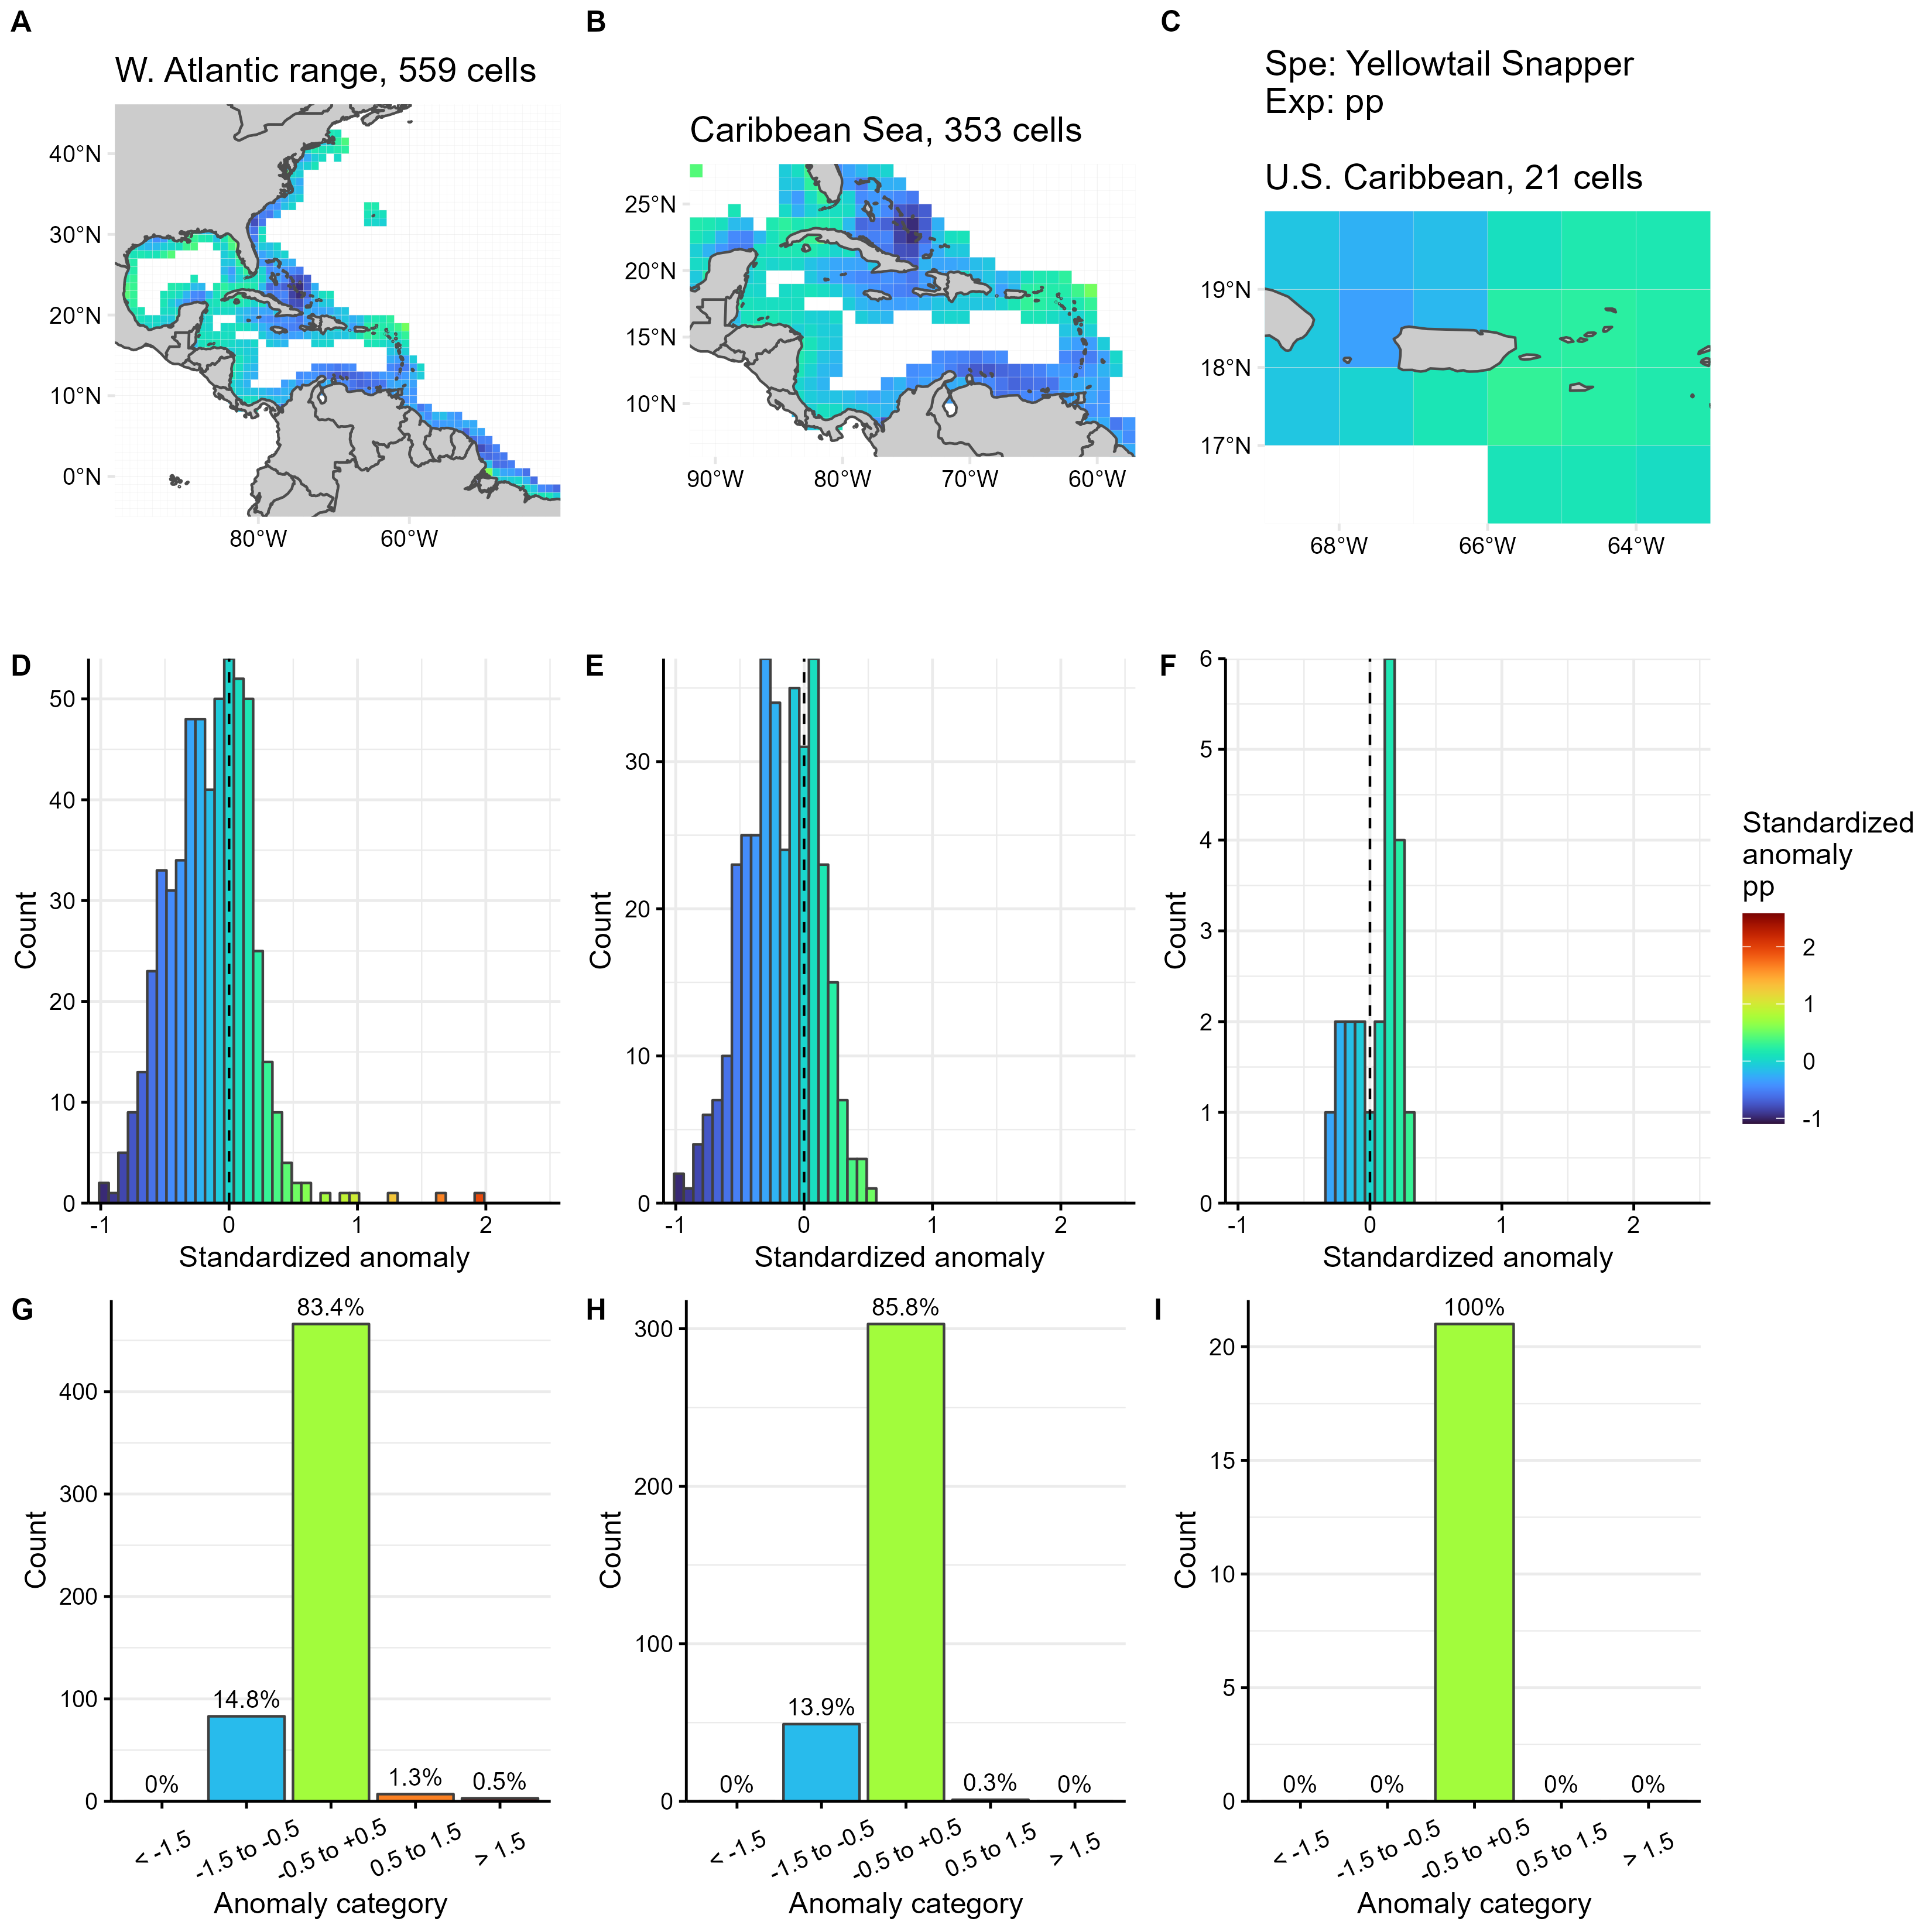 A
B
C
W. Atlantic range, 559 cells
Caribbean Sea, 353 cells
Spe: Yellowtail Snapper
Exp: pp
U.S. Caribbean, 21 cells
40°N
30°N
20°N
10°N
0°N
80°W
60°W
25°N
20°N
15°N
10°N
90°W
80°W
70°W
60°W
19°N
18°N
17°N
68°W
66°W
64°W
D
50
40
30
20
10
0
Count
-1
0
1
2
Standardized anomaly
E
30
20
10
0
Count
-1
0
1
2
Standardized anomaly
F
6
5
4
3
2
1
0
Count
-1
0
1
2
Standardized anomaly
Standardized
anomaly
pp
2
1
0
-1
G
400
300
200
100
0
Count
0%
14.8%
83.4%
1.3%
0.5%
< -1.5
-1.5 to -0.5
-0.5 to +0.5
0.5 to 1.5
> 1.5
Anomaly category
H
300
200
100
0
Count
0%
13.9%
85.8%
0.3%
0%
< -1.5
-1.5 to -0.5
-0.5 to +0.5
0.5 to 1.5
> 1.5
Anomaly category
I
20
15
10
5
0
Count
0%
0%
100%
0%
0%
< -1.5
-1.5 to -0.5
-0.5 to +0.5
0.5 to 1.5
> 1.5
Anomaly category